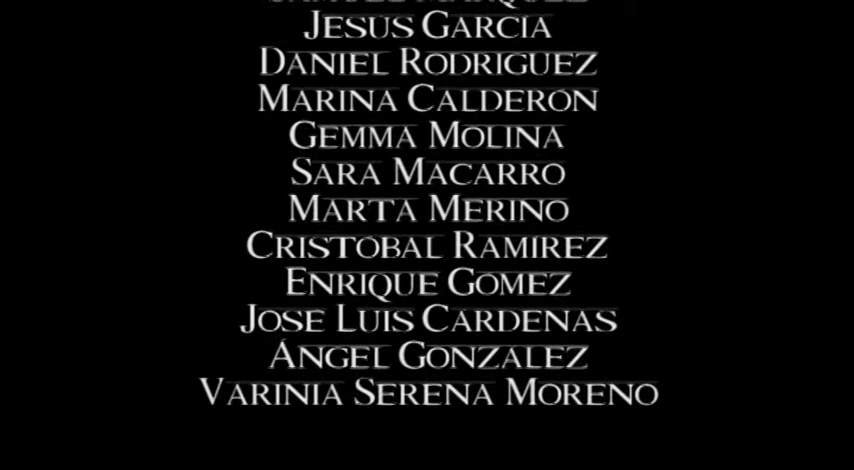 JESUS GARCIA
DANIEL RODRIGUEZ
MARINA CALDERON
GEMMA MOLINA
SARA MACARRO
MARTA MERINO
CRISTOBAL RAMIREZ
ENRIQUE GOMEZ
JOSE LUIS CARDENAS
ÁNGEL GONZALEZ
VARINIA SERENA MORENO